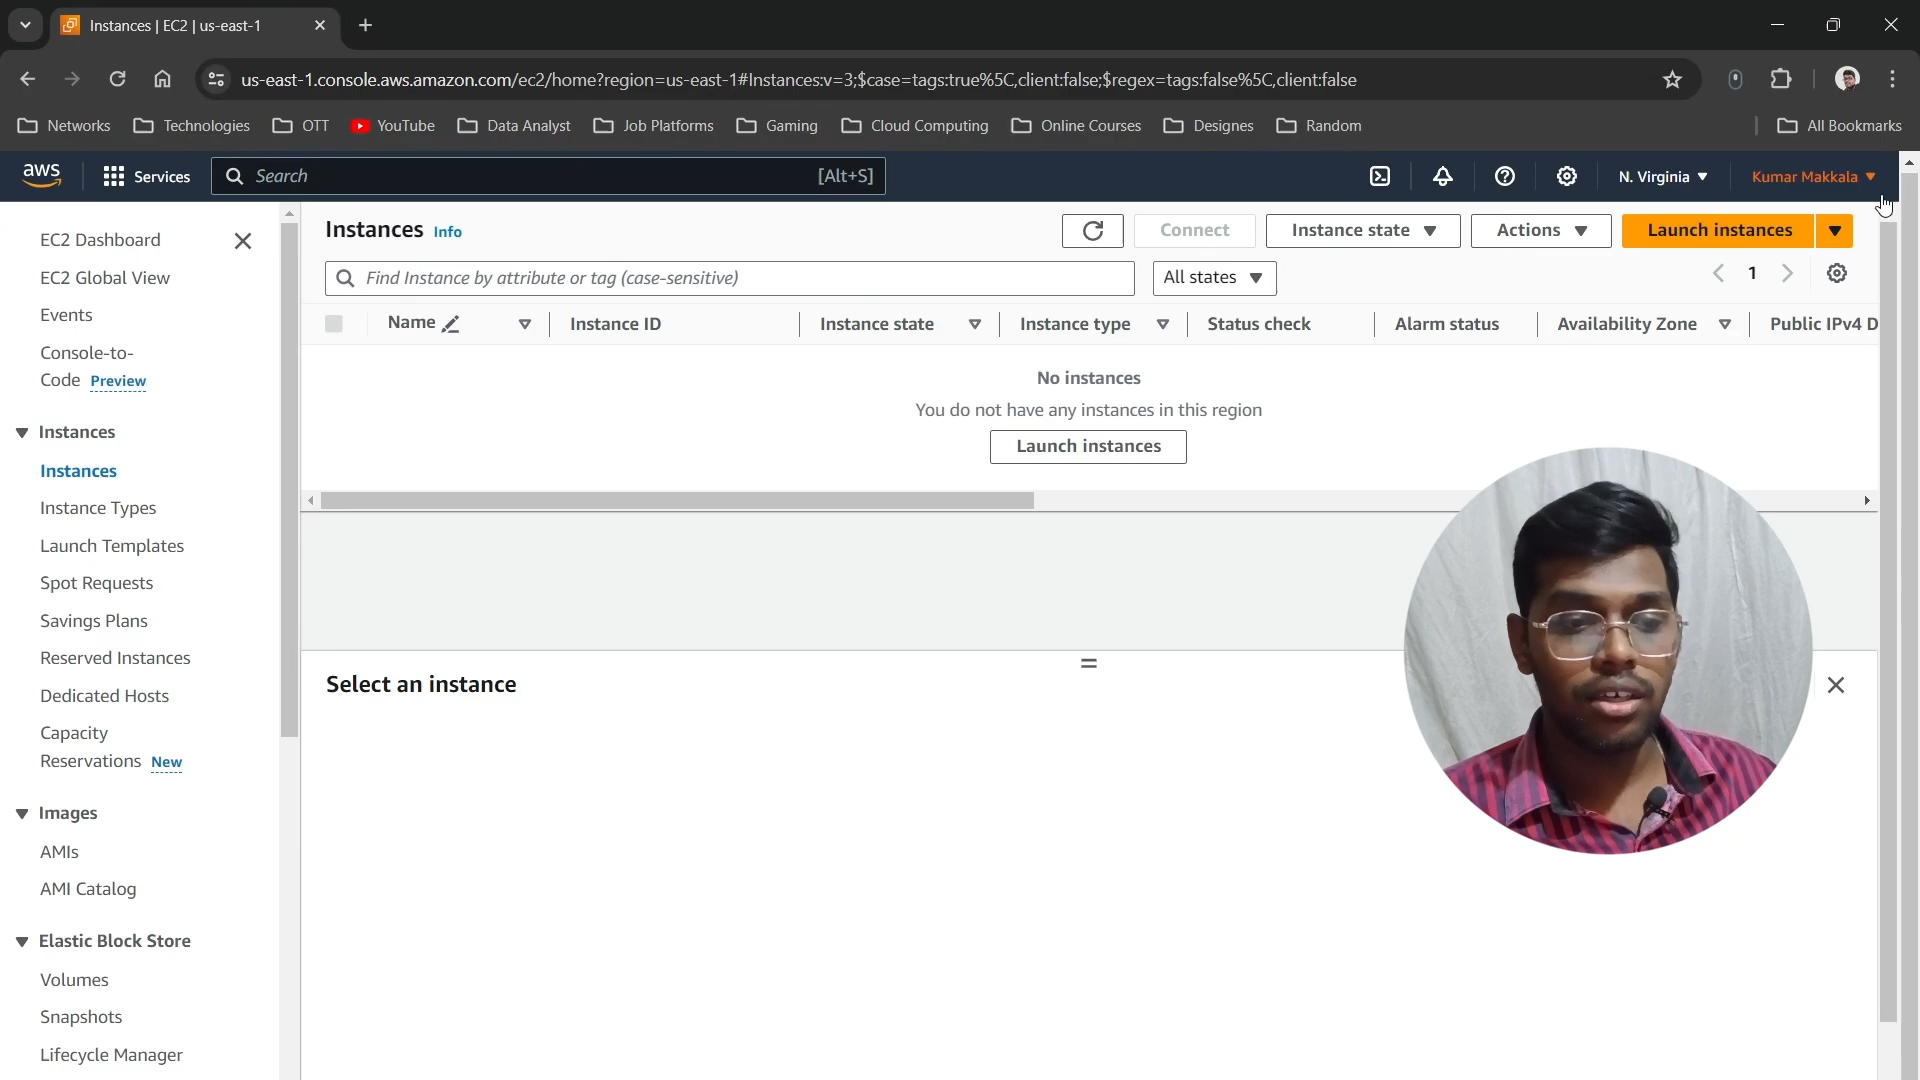 Instances | EC2 | us-east-1
us-east-1.console.aws.amazon.com/ec2/home?region=us-east-1#Instances:v=3;$case=tags:true%5C,client:false;$regex=tags:false%5C,client:false
Networks Technologies OTT YouTube Data Analyst Job Platforms Gaming Cloud Computing Online Courses Designes Random All Bookmarks
aws Services Search [Alt+S] N. Virginia Kumar Makkala
EC2 Dashboard
EC2 Global View
Events
Console-to-
Code Preview
Instances
Instances
Instance Types
Launch Templates
Spot Requests
Savings Plans
Reserved Instances
Dedicated Hosts
Capacity
Reservations New
Images
AMIs
AMI Catalog
Elastic Block Store
Volumes
Snapshots
Lifecycle Manager
Instances Info Connect Instance state Actions Launch instances
Find Instance by attribute or tag (case-sensitive) All states 1
Name Instance ID Instance state Instance type Status check Alarm status Availability Zone Public IPv4 D
No instances
You do not have any instances in this region
Launch instances
Select an instance